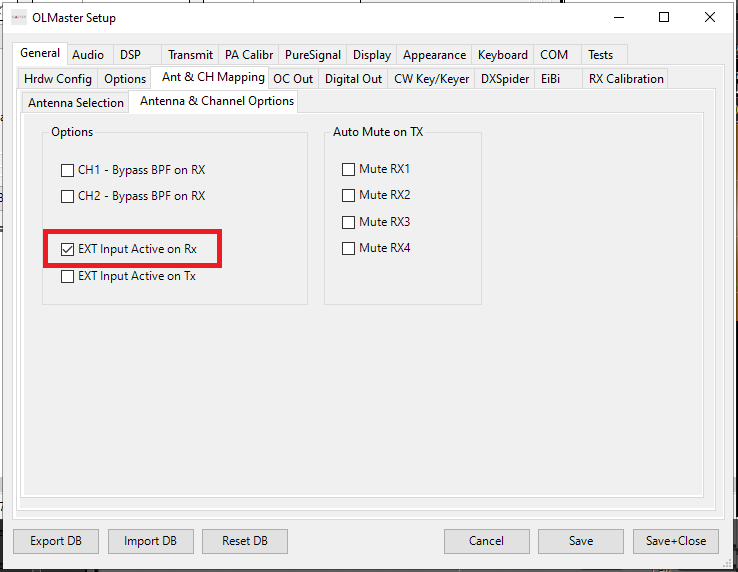 OLMaster Setup
General Audio DSP Transmit PA Calibr PureSignal Display Appearance Keyboard COM Tests
Hrdw Config Options Ant & CH Mapping OC Out Digital Out CW Key/Keyer DXSpider EiBi RX Calibration
Antenna Selection Antenna & Channel Oprtions
Options
CH1 - Bypass BPF on RX
CH2 - Bypass BPF on RX
EXT Input Active on Rx
EXT Input Active on Tx
Auto Mute on TX
Mute RX1
Mute RX2
Mute RX3
Mute RX4
Export DB Import DB Reset DB Cancel Save Save+Close